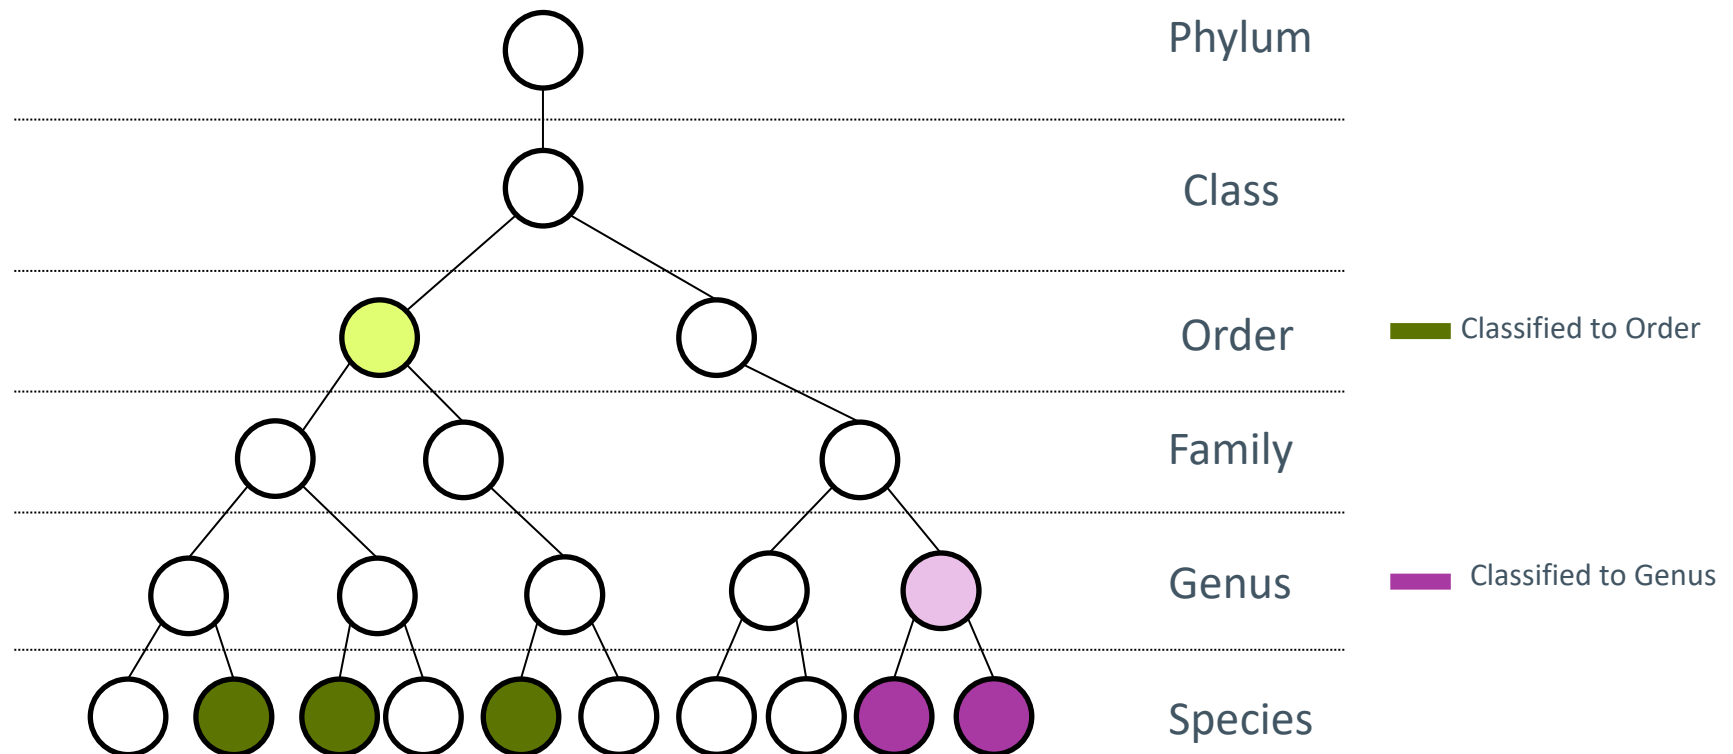 Phylum
Class
Order
Classified to Order
Family
Genus
Classified to Genus
Species